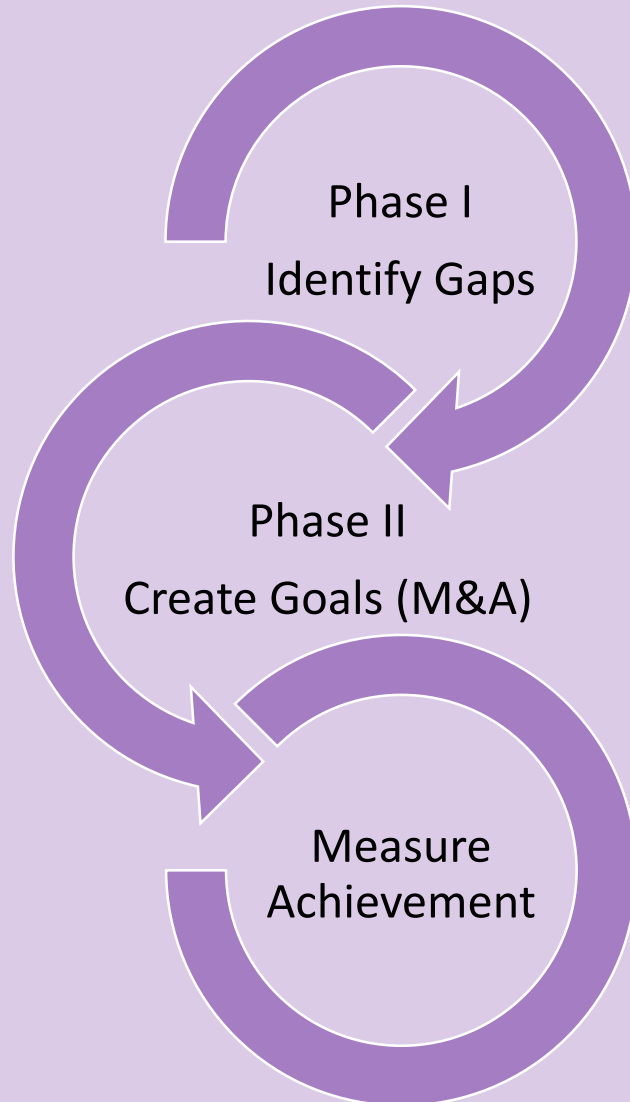 Phase I
Identify Gaps
Phase II
Create Goals (M&A)
Measure
Achievement